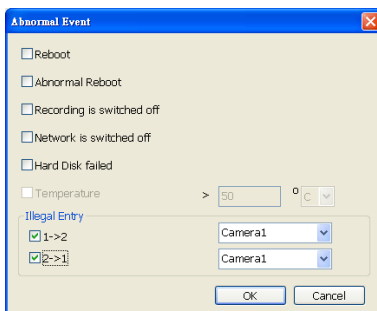 Abnormal Event
Reboot
Abnormal Reboot
Recording is switched off
Network is switched off
Hard Disk failed
Temperature > 50 o C
Illegal Entry
1->2 Camera1
2->1 Camera1
OK Cancel